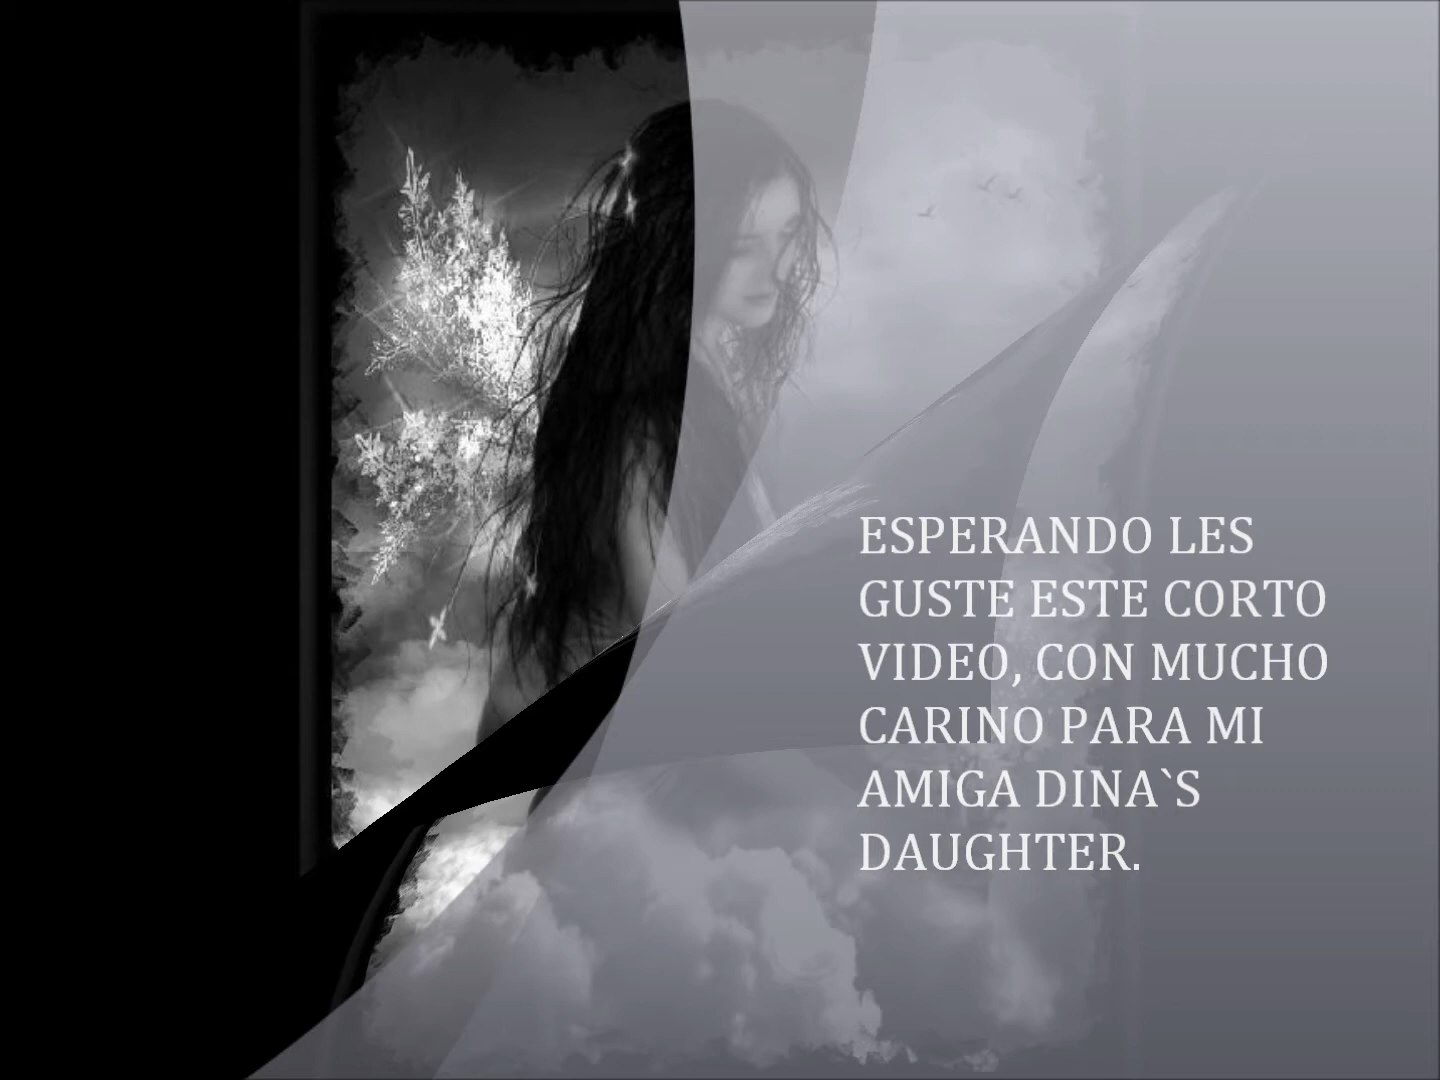 ESPERANDO LES
GUSTE ESTE CORTO
VIDEO, CON MUCHO
CARINO PARA MI
AMIGA DINA`S
DAUGHTER.